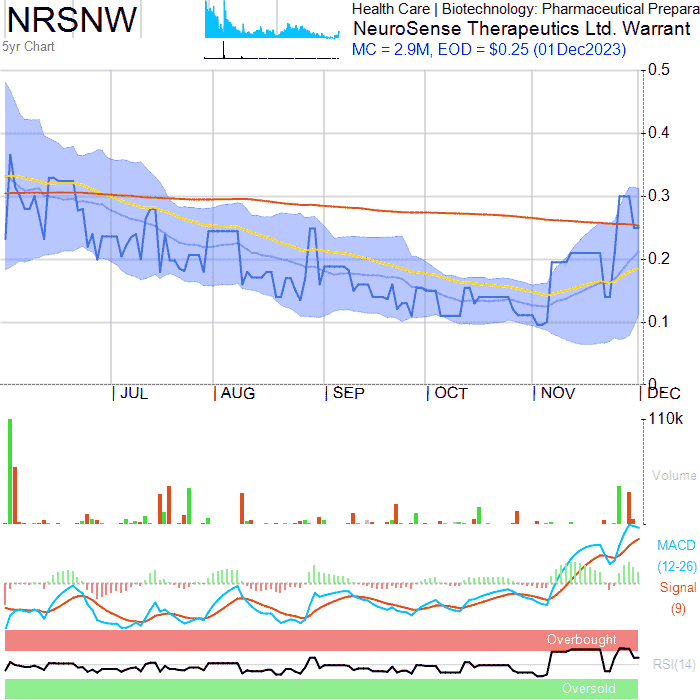 NRSNW
Health Care | Biotechnology: Pharmaceutical Prepara
NeuroSense Therapeutics Ltd. Warrant
5yr Chart
MC = 2.9M, EOD = $0.25 (01Dec2023)
0.5
0.4
0.3
0.2
0.1
0
JUL
AUG
SEP
OCT
NOV
DEC
110k
Volume
MACD
(12-26)
Signal
(9)
Overbought
RSI(14)
Oversold